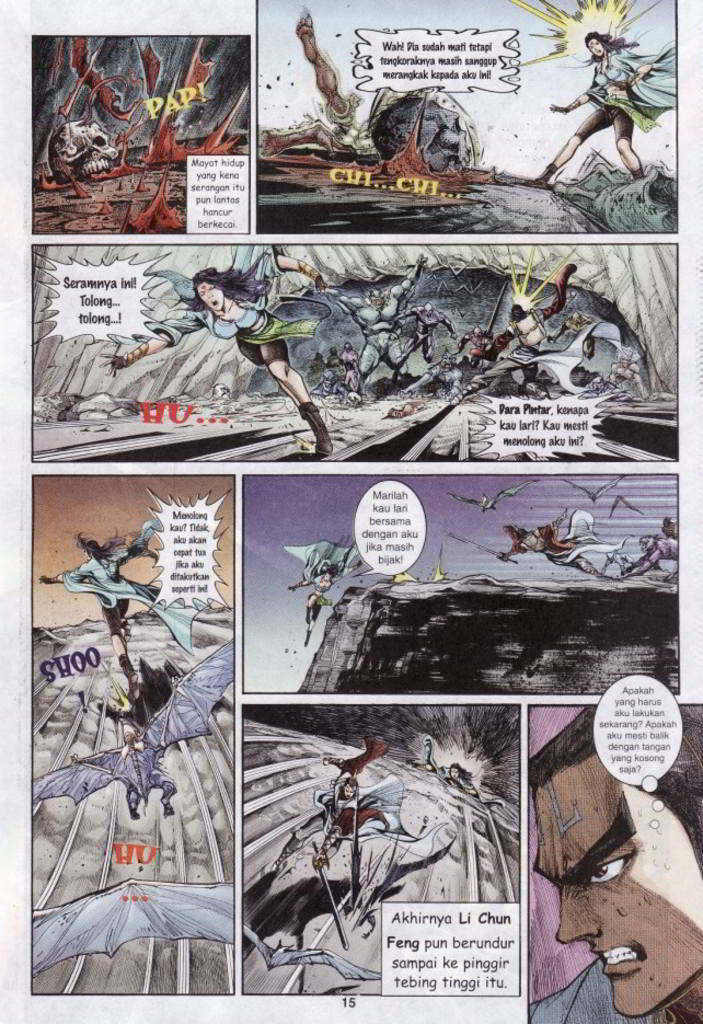 PAP!
Mayat hidup
yang kena
serangan itu
pun lantas
hancur
berkecai.
Wah! Dia sudah mati tetapi
tengkoraknya masih sanggup
merangkak kepada aku ini!
CHI...CHI...
Seramnya ini!
Tolong...
tolong...!
HU...
Dara Pintar, kenapa
kau lari? Kau mesti
menolong aku ini?
Menolong
kau? Tidak,
aku akan
cepat tua
jika aku
ditakutkan
seperti ini!
SHOO
!
HU
...
Marilah
kau lari
bersama
dengan aku
jika masih
bijak!
Akhirnya Li Chun
Feng pun berundur
sampai ke pinggir
tebing tinggi itu.
Apakah
yang harus
aku lakukan
sekarang? Apakah
aku mesti balik
dengan tangan
yang kosong
saja?
15